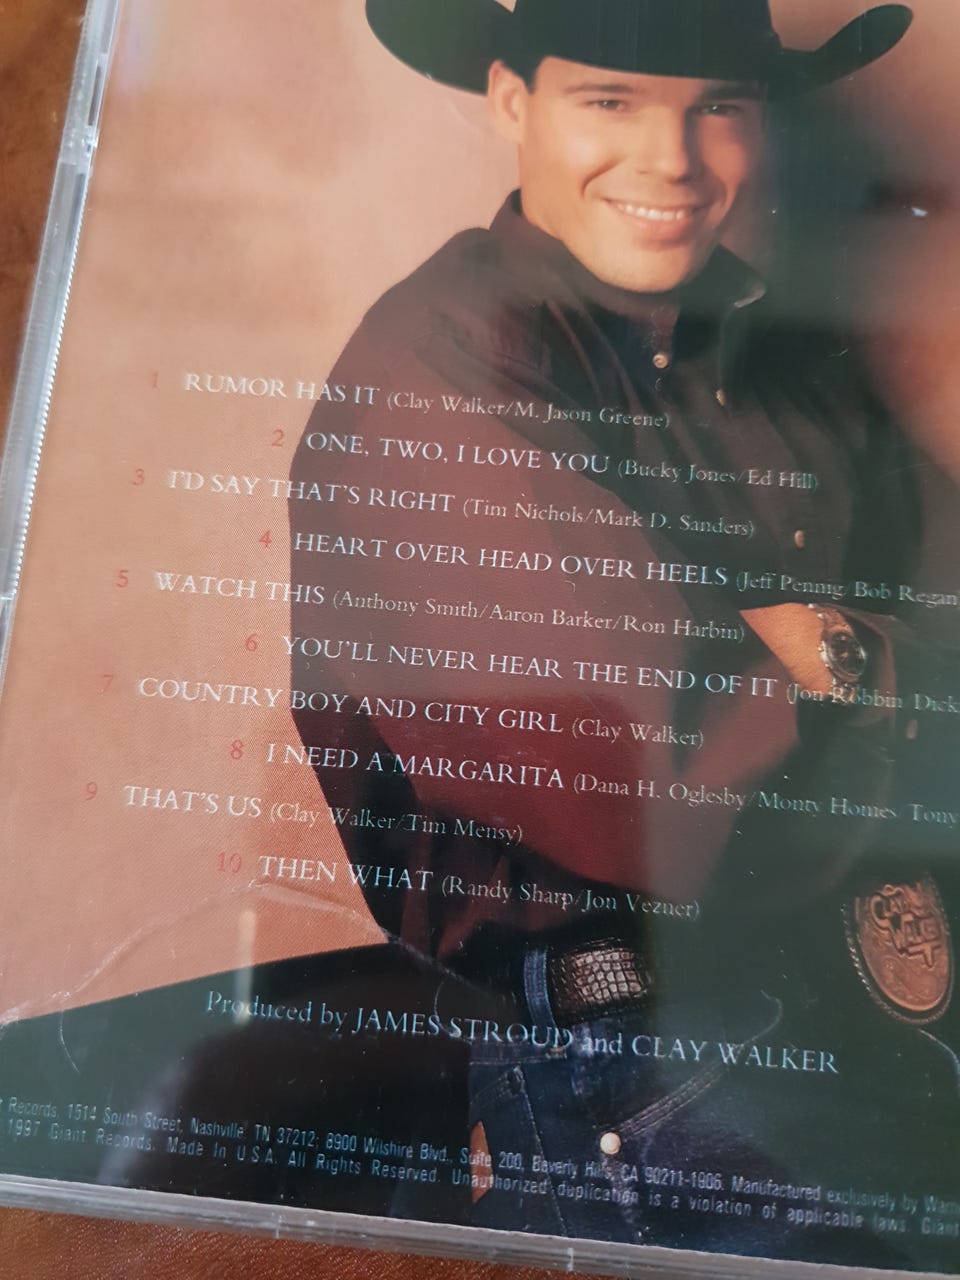 1 RUMOR HAS IT (Clay Walker/M. Jason Greene)
2 ONE, TWO, I LOVE YOU (Bucky Jones/Ed Hill)
3 I'D SAY THAT'S RIGHT (Tim Nichols/Mark D. Sanders)
4 HEART OVER HEAD OVER HEELS (Jeff Pennig/Bob Regan
5 WATCH THIS (Anthony Smith/Aaron Barker/Ron Harbin)
6 YOU'LL NEVER HEAR THE END OF IT (Jon Robbin Dick
7 COUNTRY BOY AND CITY GIRL (Clay Walker)
8 I NEED A MARGARITA (Dana H. Oglesby/Monty Homes/Tony
9 THAT'S US (Clay Walker/Tim Mensy)
10 THEN WHAT (Randy Sharp/Jon Vezner)
CLAY WALKER
Produced by JAMES STROUD and CLAY WALKER
Records, 1514 South Street, Nashville, TN 37212; 8900 Wilshire Blvd., Suite 200, Beverly Hills, CA 90211-1906. Manufactured exclusively by Warn
1997 Giant Records. Made In U.S.A. All Rights Reserved. Unauthorized duplication is a violation of applicable laws. Giant